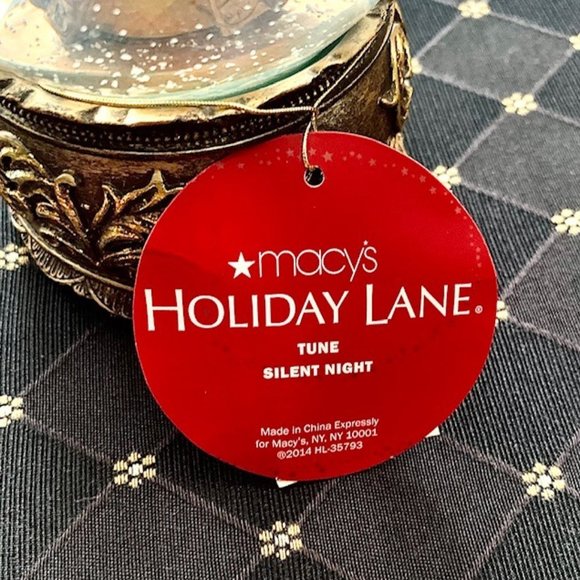 ★macy's
HOLIDAY LANE®
TUNE
SILENT NIGHT
Made in China Expressly
for Macy's, NY, NY 10001
©2014 HL-35793